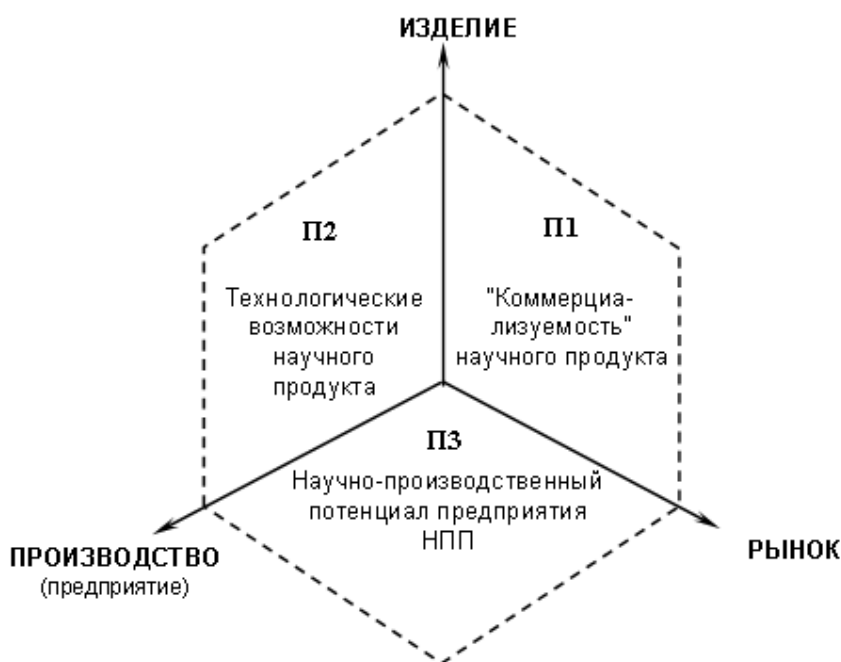 ИЗДЕЛИЕ
П2
П1
Технологические
возможности
научного
продукта
"Коммерциа-
лизуемость"
научного продукта
П3
Научно-производственный
потенциал предприятия
НПП
ПРОИЗВОДСТВО
(предприятие)
РЫНОК